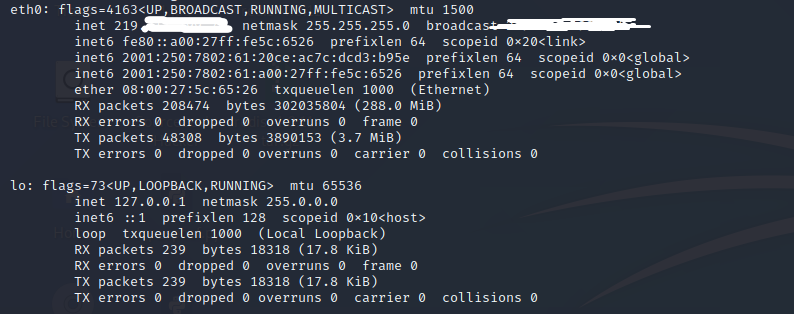 eth0: flags=4163<UP,BROADCAST,RUNNING,MULTICAST>  mtu 1500
inet 219  netmask 255.255.255.0  broadcast
inet6 fe80::a00:27ff:fe5c:6526  prefixlen 64  scopeid 0×20<link>
inet6 2001:250:7802:61:20ce:ac7c:dcd3:b95e  prefixlen 64  scopeid 0×0<global>
inet6 2001:250:7802:61:a00:27ff:fe5c:6526  prefixlen 64  scopeid 0×0<global>
ether 08:00:27:5c:65:26  txqueuelen 1000  (Ethernet)
RX packets 208474  bytes 302035804 (288.0 MiB)
RX errors 0  dropped 0  overruns 0  frame 0
TX packets 48308  bytes 3890153 (3.7 MiB)
TX errors 0  dropped 0 overruns 0  carrier 0  collisions 0

lo: flags=73<UP,LOOPBACK,RUNNING>  mtu 65536
inet 127.0.0.1  netmask 255.0.0.0
inet6 ::1  prefixlen 128  scopeid 0×10<host>
loop  txqueuelen 1000  (Local Loopback)
RX packets 239  bytes 18318 (17.8 KiB)
RX errors 0  dropped 0  overruns 0  frame 0
TX packets 239  bytes 18318 (17.8 KiB)
TX errors 0  dropped 0 overruns 0  carrier 0  collisions 0